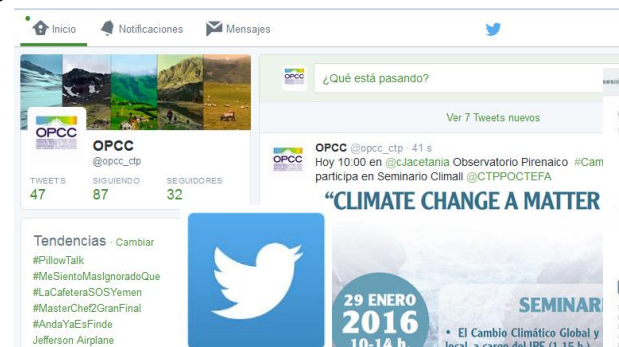 Inicio
Notificaciones
Mensajes
OPCC
OPCC
@opcc_ctp
TWEETS
SIGUIENDO
SEGUIDORES
47
87
32
Tendencias · Cambiar
#PillowTalk
#MeSientoMasIgnoradoQue
#LaCafeteraSOSYemen
#MasterChef2GranFinal
#AndaYaEsFinde
Jefferson Airplane
OPCC
¿Qué está pasando?
Ver 7 Tweets nuevos
OPCC
OPCC @opcc_ctp · 41 s
Hoy 10:00 en @cJacetania Observatorio Pirenaico #Cam
participa en Seminario Climall @CTPPOCTEFA
“CLIMATE CHANGE A MATTER
29 ENERO
2016
10-14 h.
SEMINAR
• El Cambio Climático Global y
local, a cargo del IPE (1,15 h.)